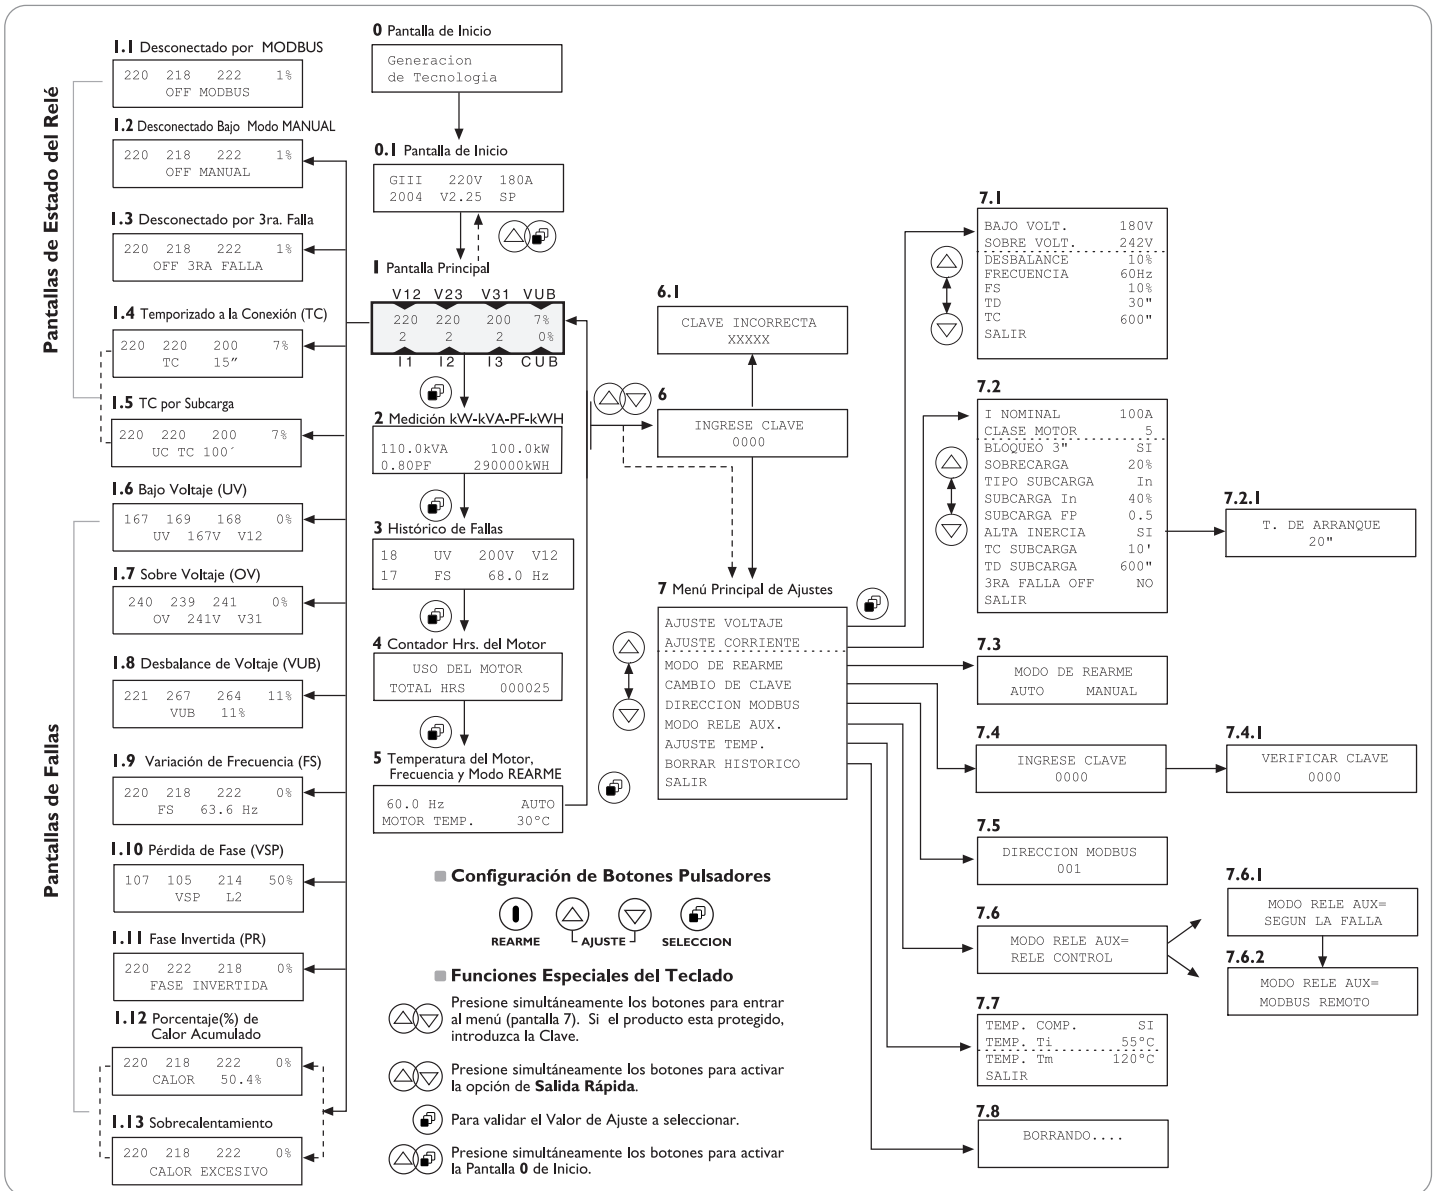 Pantallas de Estado del Relé
1.1 Desconectado por MODBUS
220 218 222 1%
OFF MODBUS
1.2 Desconectado Bajo Modo MANUAL
220 218 222 1%
OFF MANUAL
1.3 Desconectado por 3ra. Falla
220 218 222 1%
OFF 3RA FALLA
1.4 Temporizado a la Conexión (TC)
220 220 200 7%
TC 15"
1.5 TC por Subcarga
220 220 200 7%
UC TC 100´
Pantallas de Fallas
1.6 Bajo Voltaje (UV)
167 169 168 0%
UV 167V V12
1.7 Sobre Voltaje (OV)
240 239 241 0%
OV 241V V31
1.8 Desbalance de Voltaje (VUB)
221 267 264 11%
VUB 11%
1.9 Variación de Frecuencia (FS)
220 218 222 0%
FS 63.6 Hz
1.10 Pérdida de Fase (VSP)
107 105 214 50%
VSP L2
1.11 Fase Invertida (PR)
220 222 218 0%
FASE INVERTIDA
1.12 Porcentaje(%) de
Calor Acumulado
220 218 222 0%
CALOR 50.4%
1.13 Sobrecalentamiento
220 218 222 0%
CALOR EXCESIVO
0 Pantalla de Inicio
Generacion
de Tecnologia
0.1 Pantalla de Inicio
GIII 220V 180A
2004 V2.25 SP
1 Pantalla Principal
V12 V23 V31 VUB
220 220 200 7%
2 2 2 0%
I1 I2 I3 CUB
2 Medición kW-kVA-PF-kWH
110.0kVA 100.0kW
0.80PF 290000kWH
3 Histórico de Fallas
18 UV 200V V12
17 FS 68.0 Hz
4 Contador Hrs. del Motor
USO DEL MOTOR
TOTAL HRS 000025
5 Temperatura del Motor,
Frecuencia y Modo REARME
60.0 Hz AUTO
MOTOR TEMP. 30°C
Configuración de Botones Pulsadores
REARME AJUSTE SELECCION
Funciones Especiales del Teclado
Presione simultáneamente los botones para entrar
al menú (pantalla 7). Si el producto esta protegido,
introduzca la Clave.
Presione simultáneamente los botones para activar
la opción de Salida Rápida.
Para validar el Valor de Ajuste a seleccionar.
Presione simultáneamente los botones para activar
la Pantalla 0 de Inicio.
6.1
CLAVE INCORRECTA
XXXXX
6
INGRESE CLAVE
0000
7 Menú Principal de Ajustes
AJUSTE VOLTAJE
AJUSTE CORRIENTE
MODO DE REARME
CAMBIO DE CLAVE
DIRECCION MODBUS
MODO RELE AUX.
AJUSTE TEMP.
BORRAR HISTORICO
SALIR
7.1
BAJO VOLT. 180V
SOBRE VOLT. 242V
DESBALANCE 10%
FRECUENCIA 60Hz
FS 10%
TD 30"
TC 600"
SALIR
7.2
I NOMINAL 100A
CLASE MOTOR 5
BLOQUEO 3" SI
SOBRECARGA 20%
TIPO SUBCARGA In
SUBCARGA In 40%
SUBCARGA FP 0.5
ALTA INERCIA SI
TC SUBCARGA 10'
TD SUBCARGA 600"
3RA FALLA OFF NO
SALIR
7.2.1
T. DE ARRANQUE
20"
7.3
MODO DE REARME
AUTO MANUAL
7.4
INGRESE CLAVE
0000
7.4.1
VERIFICAR CLAVE
0000
7.5
DIRECCION MODBUS
001
7.6
MODO RELE AUX=
RELE CONTROL
7.6.1
MODO RELE AUX=
SEGUN LA FALLA
7.6.2
MODO RELE AUX=
MODBUS REMOTO
7.7
TEMP. COMP. SI
TEMP. Ti 55°C
TEMP. Tm 120°C
SALIR
7.8
BORRANDO....